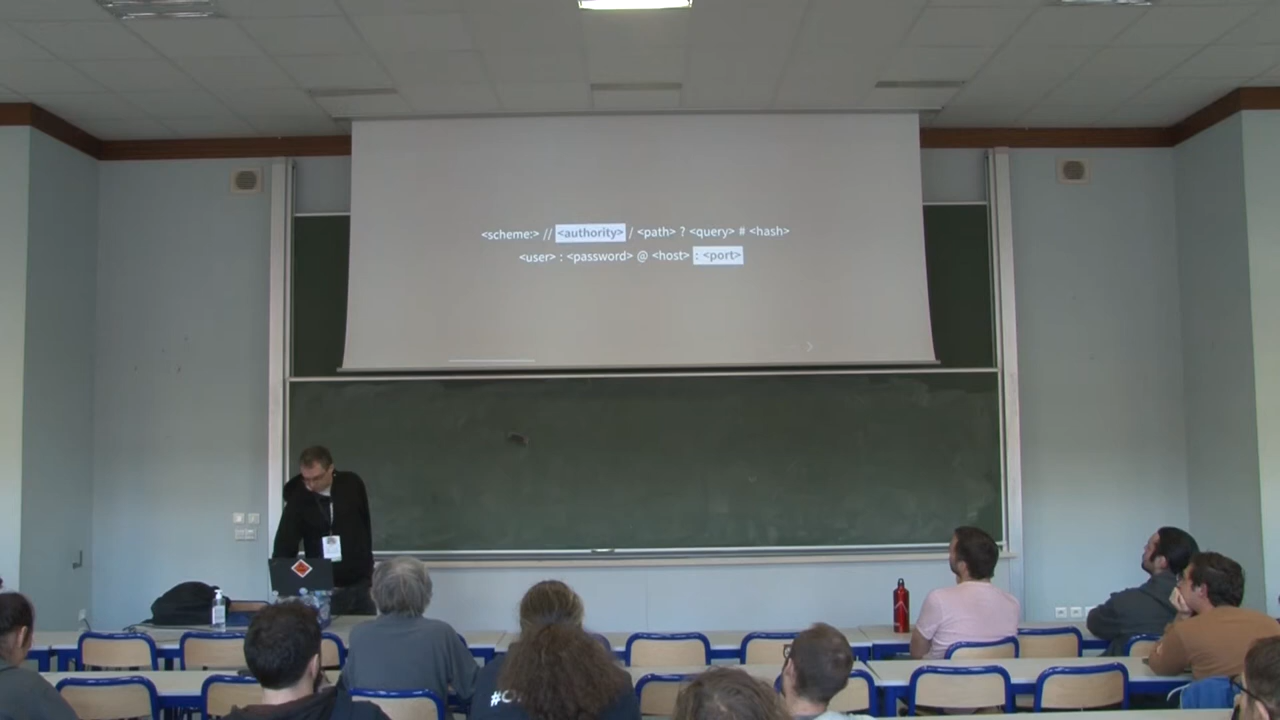 <scheme:> // <authority> / <path> ? <query> # <hash>
<user> : <password> @ <host> : <port>